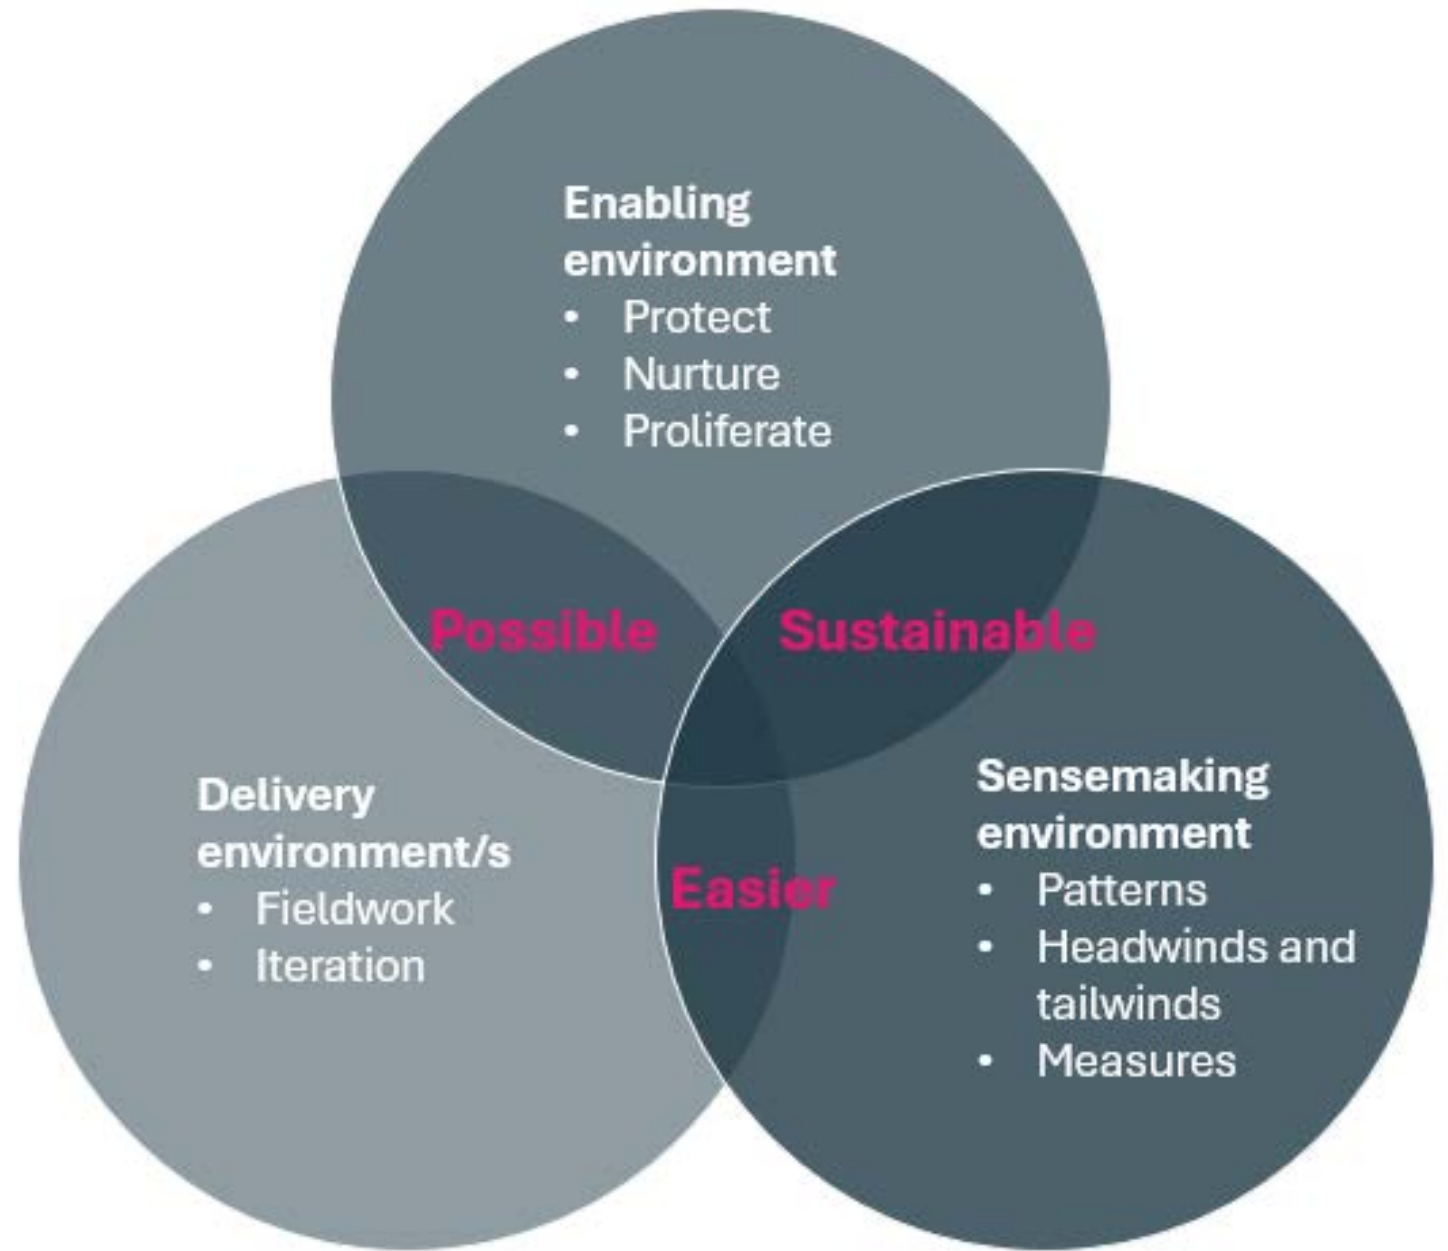 Enabling
environment
• Protect
• Nurture
• Proliferate
Possible
Sustainable
Delivery
environment/s
• Fieldwork
• Iteration
Easier
Sensemaking
environment
• Patterns
• Headwinds and
tailwinds
• Measures